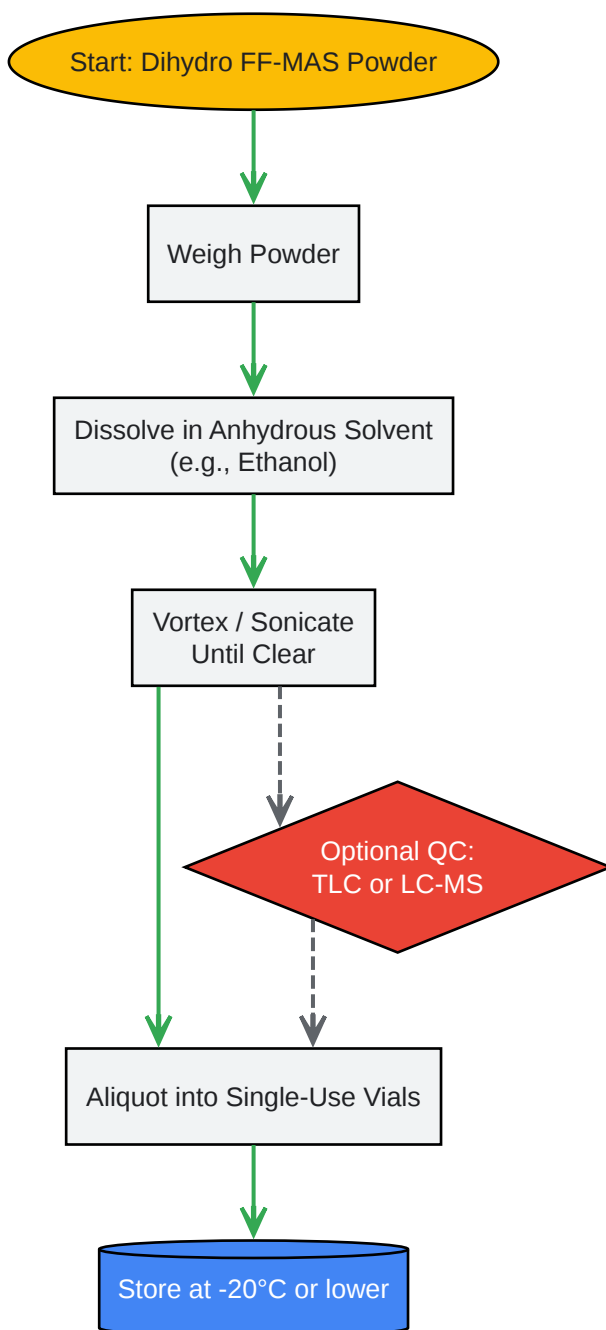 Start: Dihydro FF-MAS Powder
Weigh Powder
Dissolve in Anhydrous Solvent
(e.g., Ethanol)
Vortex / Sonicate
Until Clear
Optional QC:
TLC or LC-MS
Aliquot into Single-Use Vials
Store at -20°C or lower